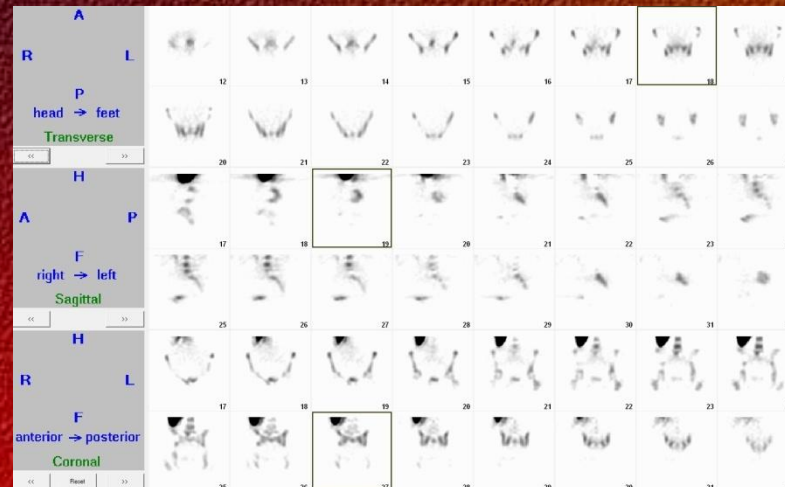 A
R L
12 13 14 15 16 17 18
P
head → feet
Transverse
<< >>
20 21 22 23 24 25 26
H
A P
17 18 19 20 21 22 23
F
right → left
Sagittal
<< >>
25 26 27 28 29 30 31
H
R L
17 18 19 20 21 22 23
F
anterior → posterior
Coronal
<< Reset >>